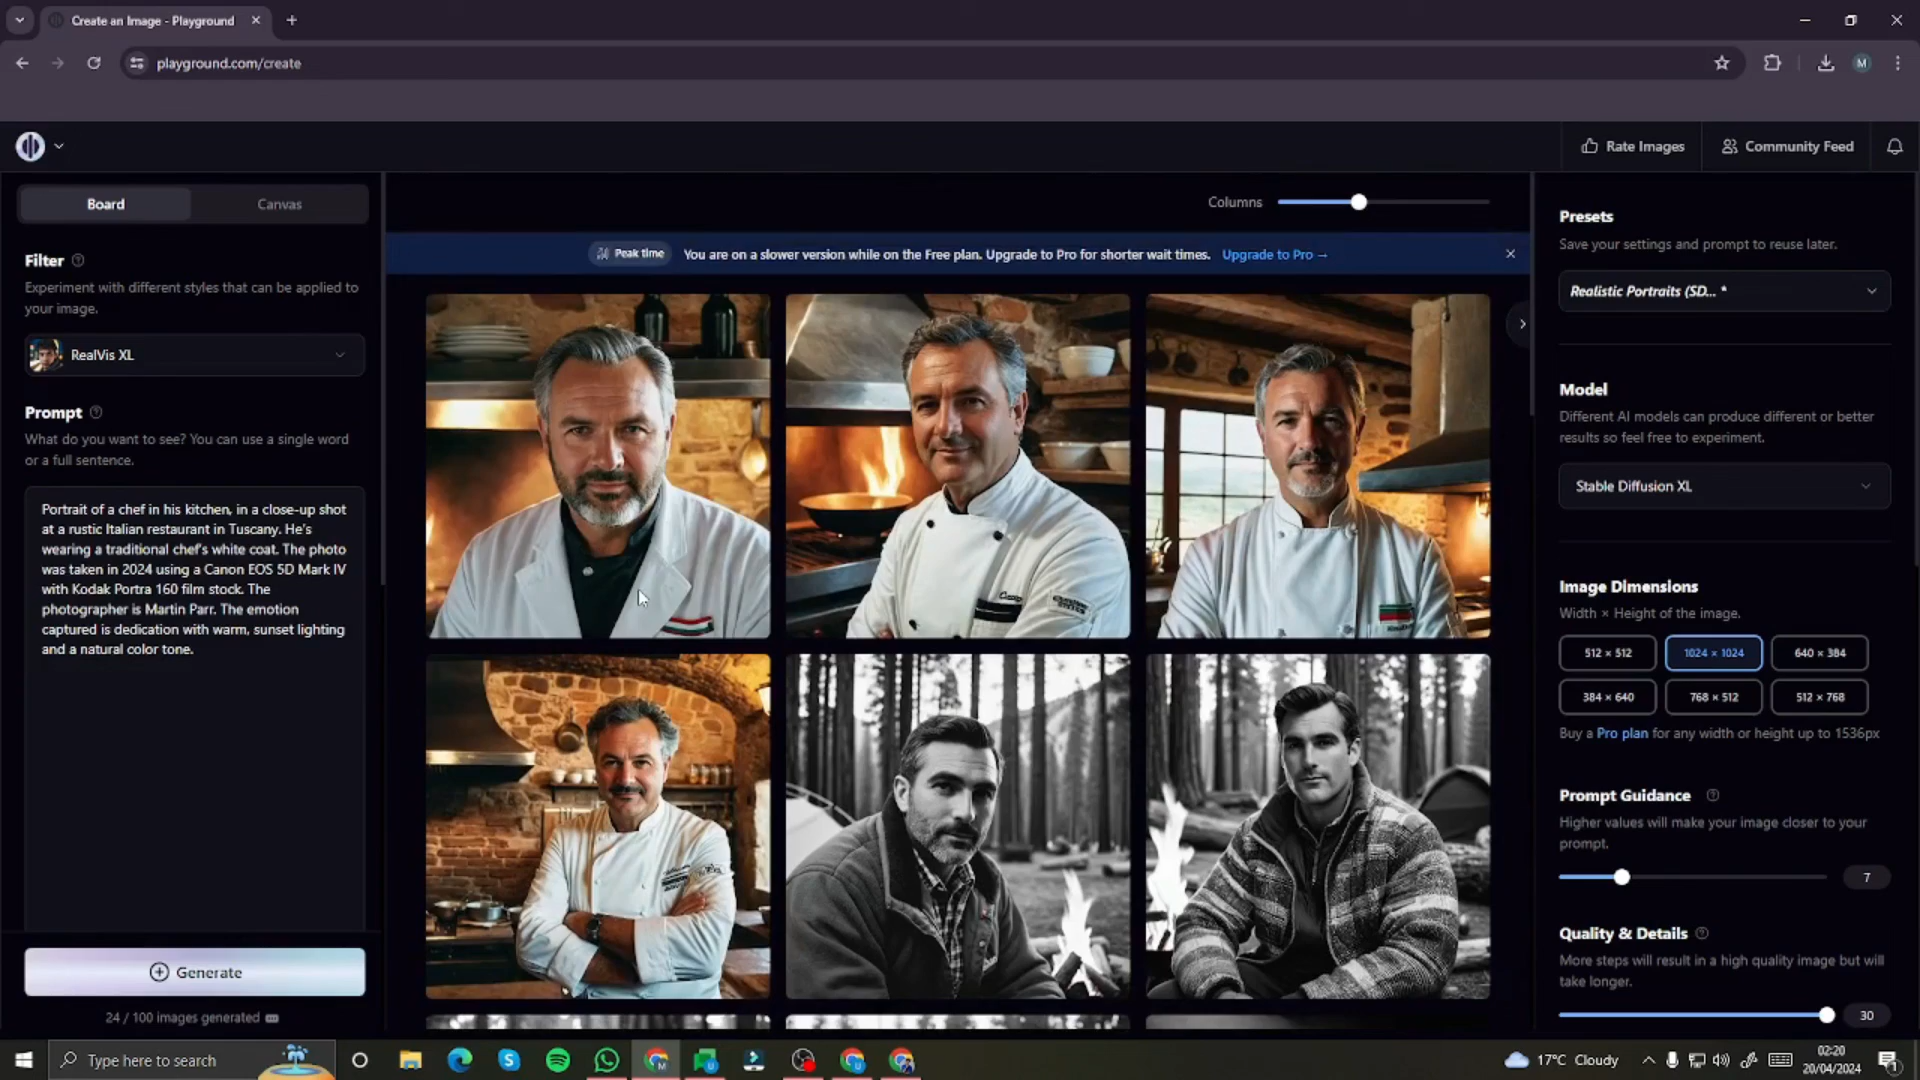 Create an Image - Playground
playground.com/create
M
Rate Images
Community Feed
Board
Canvas
Columns
Filter
Experiment with different styles that can be applied to
your image.
RealVis XL
Prompt
What do you want to see? You can use a single word
or a full sentence.
Portrait of a chef in his kitchen, in a close-up shot
at a rustic Italian restaurant in Tuscany. He's
wearing a traditional chef's white coat. The photo
was taken in 2024 using a Canon EOS 5D Mark IV
with Kodak Portra 160 film stock. The
photographer is Martin Parr. The emotion
captured is dedication with warm, sunset lighting
and a natural color tone.
Generate
24 / 100 images generated
Peak time
You are on a slower version while on the Free plan. Upgrade to Pro for shorter wait times.
Upgrade to Pro →
Presets
Save your settings and prompt to reuse later.
Realistic Portraits (SD... *
Model
Different AI models can produce different or better
results so feel free to experiment.
Stable Diffusion XL
Image Dimensions
Width × Height of the image.
512 × 512
1024 × 1024
640 × 384
384 × 640
768 × 512
512 × 768
Buy a Pro plan for any width or height up to 1536px
Prompt Guidance
Higher values will make your image closer to your
prompt.
7
Quality & Details
More steps will result in a high quality image but will
take longer.
30
Type here to search
17°C Cloudy
02:20
20/04/2024